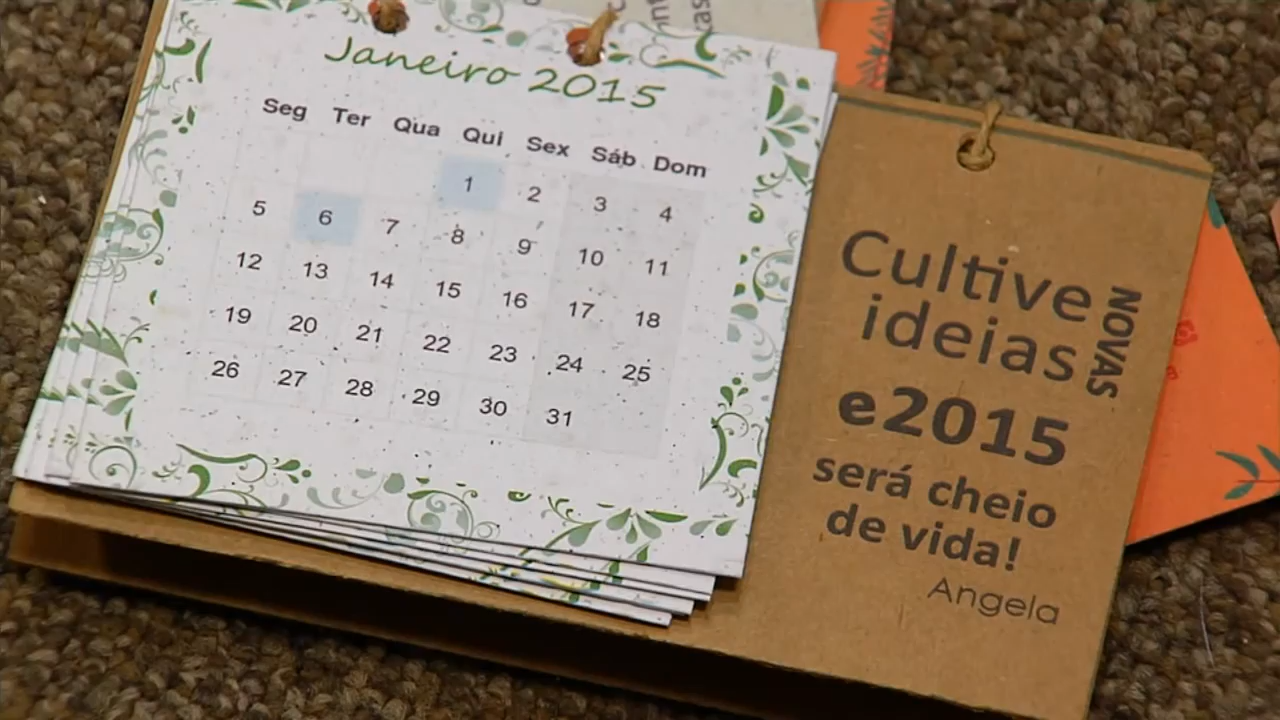 Janeiro 2015
Seg Ter Qua Qui Sex Sáb Dom
1 2 3 4
5 6 7 8 9 10 11
12 13 14 15 16 17 18
19 20 21 22 23 24 25
26 27 28 29 30 31
Cultive
ideias
NOVAS
e2015
será cheio
de vida!
Angela